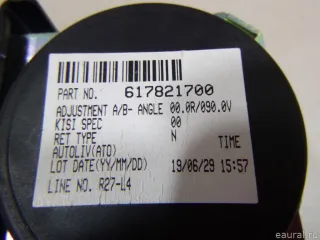 PART NO. 617821700
ADJUSTMENT A/B- ANGLE 00.0R/090.0V
KISI SPEC 00
RET TYPE N
AUTOLIV(ATO) TIME
LOT DATE(YY/MM/DD) 19/06/29 15:57
LINE NO. R27-L4
eaural.ru